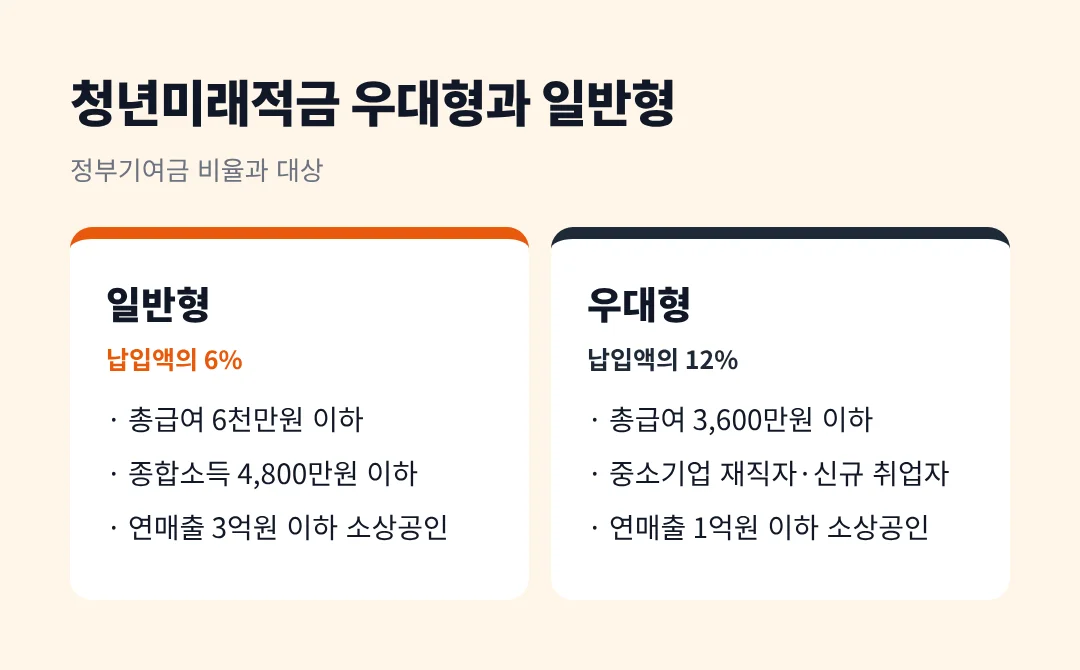 청년미래적금 우대형과 일반형
정부기여금 비율과 대상
일반형
납입액의 6%
· 총급여 6천만원 이하
· 종합소득 4,800만원 이하
· 연매출 3억원 이하 소상공인
우대형
납입액의 12%
· 총급여 3,600만원 이하
· 중소기업 재직자·신규 취업자
· 연매출 1억원 이하 소상공인